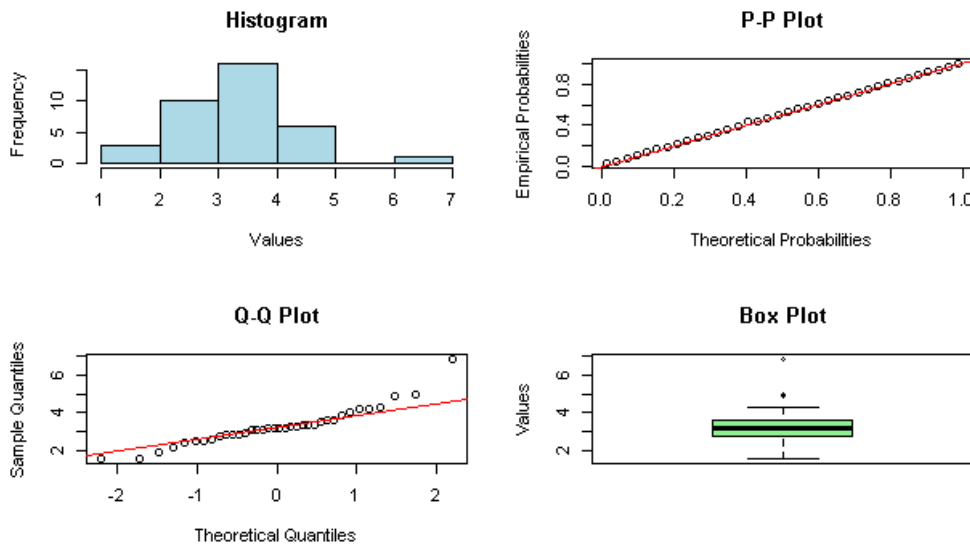 Histogram
Frequency
0 5 10
1 2 3 4 5 6 7
Values
P-P Plot
Empirical Probabilities
0.0 0.4 0.8
0.0 0.2 0.4 0.6 0.8 1.0
Theoretical Probabilities
Q-Q Plot
Sample Quantiles
2 4 6
-2 -1 0 1 2
Theoretical Quantiles
Box Plot
Values
2 4 6